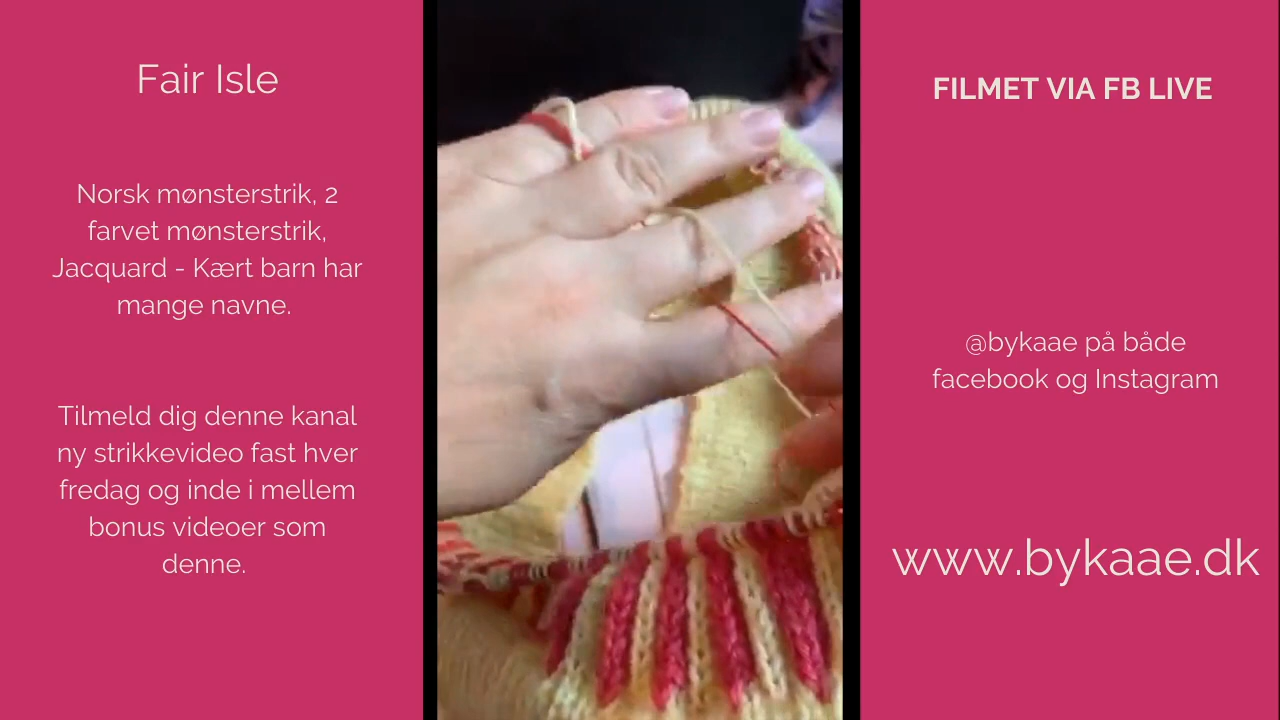 Fair Isle
Norsk mønsterstrik, 2
farvet mønsterstrik,
Jacquard - Kært barn har
mange navne.
Tilmeld dig denne kanal
ny strikkevideo fast hver
fredag og inde i mellem
bonus videoer som
denne.
FILMET VIA FB LIVE
@bykaae på både
facebook og Instagram
www.bykaae.dk